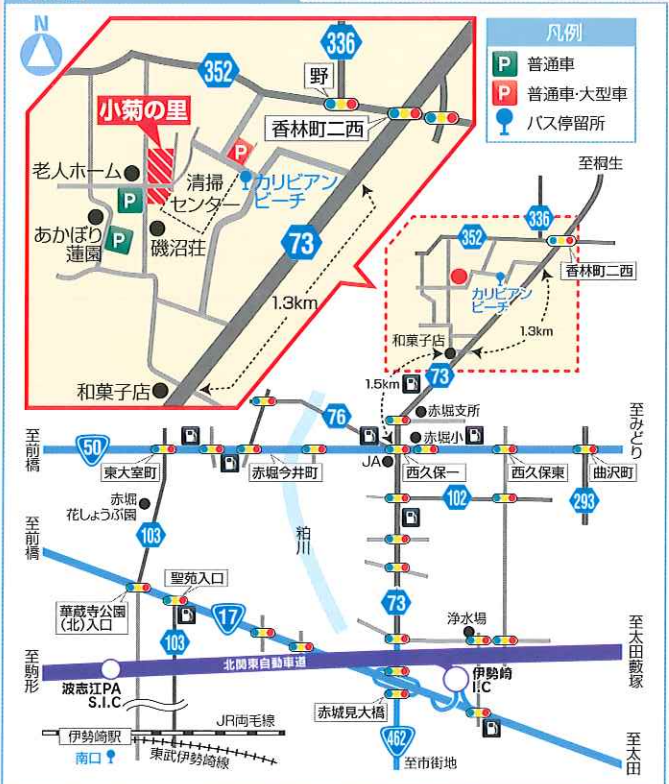 N
336
352
野
香林町二西
小菊の里
老人ホーム
清掃
センター
P
カリビアン
ビーチ
P
あかぼり
蓮園
P
磯沼荘
73
1.3km
和菓子店
凡例
P 普通車
P 普通車・大型車
バス停留所
至桐生
336
352
香林町二西
カリビアン
ビーチ
和菓子店
1.3km
1.5km
73
赤堀支所
76
赤堀小
至みどり
至前橋
50
東大室町
赤堀今井町
JA
西久保一
西久保東
曲沢町
赤堀
花しょうぶ園
102
293
至前橋
103
粕川
聖苑入口
華蔵寺公園
(北)入口
17
73
浄水場
103
至太田藪塚
至駒形
北関東自動車道
波志江PA
S.I.C
伊勢崎
I.C
赤城見大橋
JR両毛線
伊勢崎駅
南口
東武伊勢崎線
462
至市街地
至太田